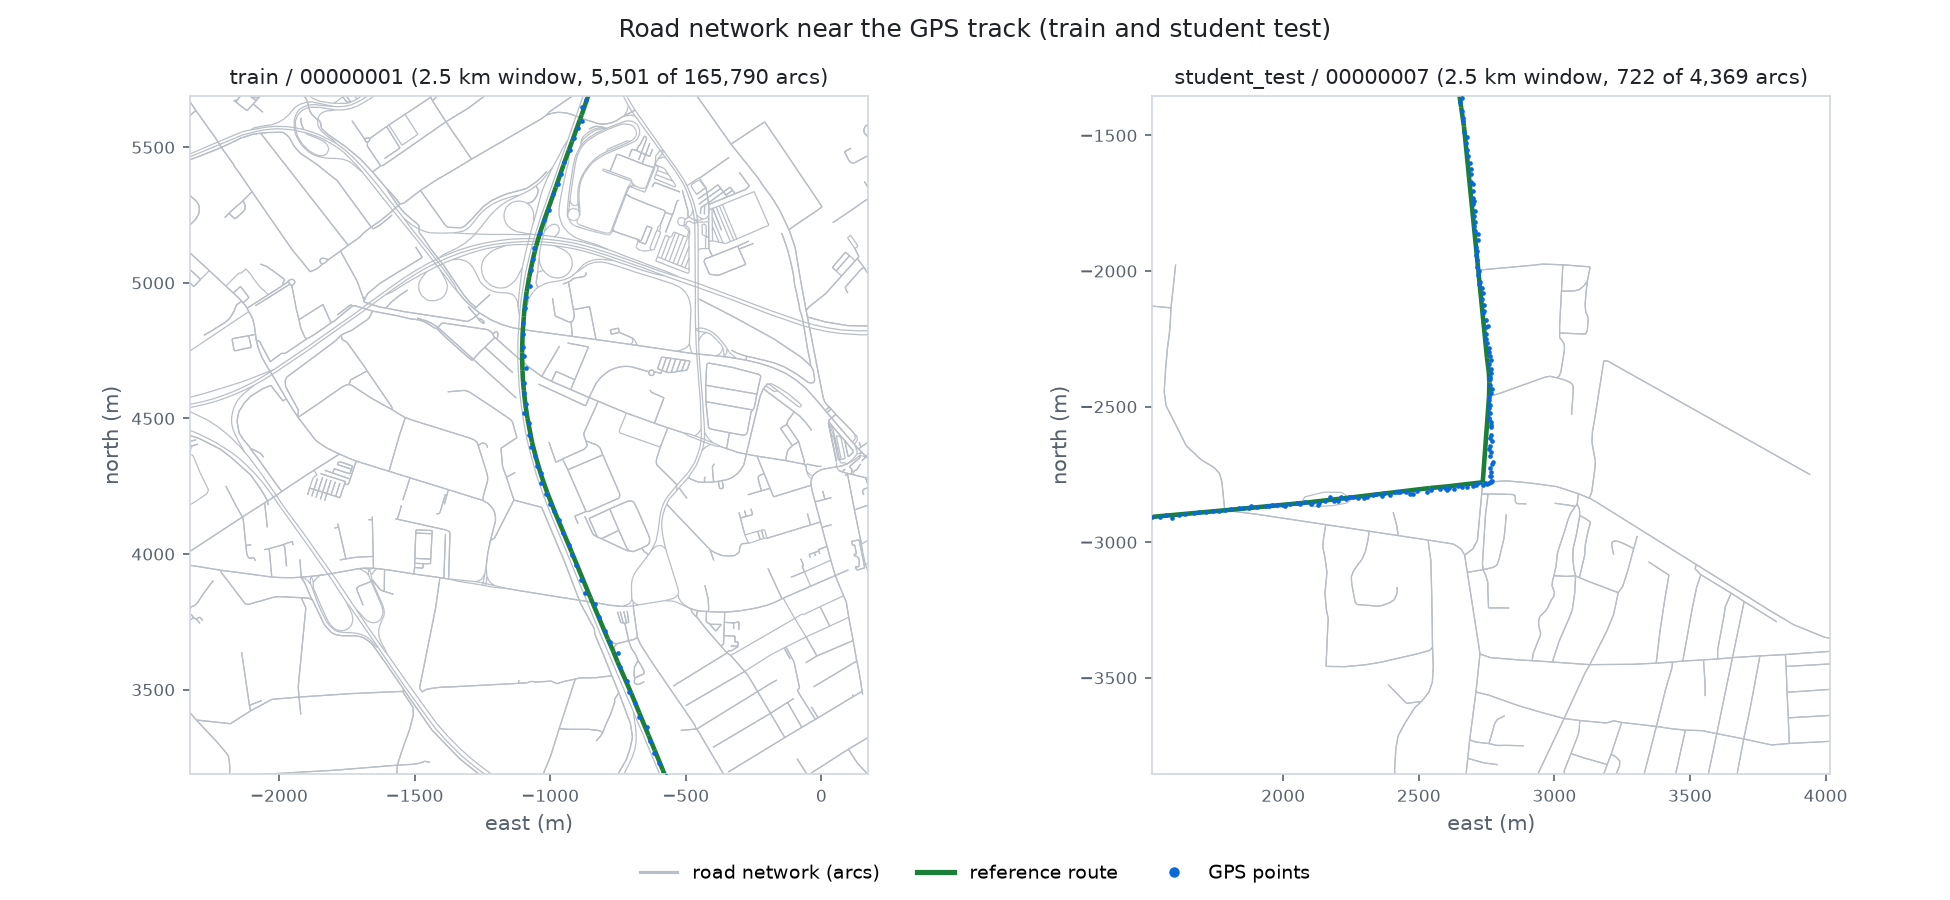 Road network near the GPS track (train and student test)
train / 00000001 (2.5 km window, 5,501 of 165,790 arcs)
5500
5000
4500
4000
3500
north (m)
−2000 −1500 −1000 −500 0
east (m)
student_test / 00000007 (2.5 km window, 722 of 4,369 arcs)
−1500
−2000
−2500
−3000
−3500
north (m)
2000 2500 3000 3500 4000
east (m)
road network (arcs) reference route GPS points